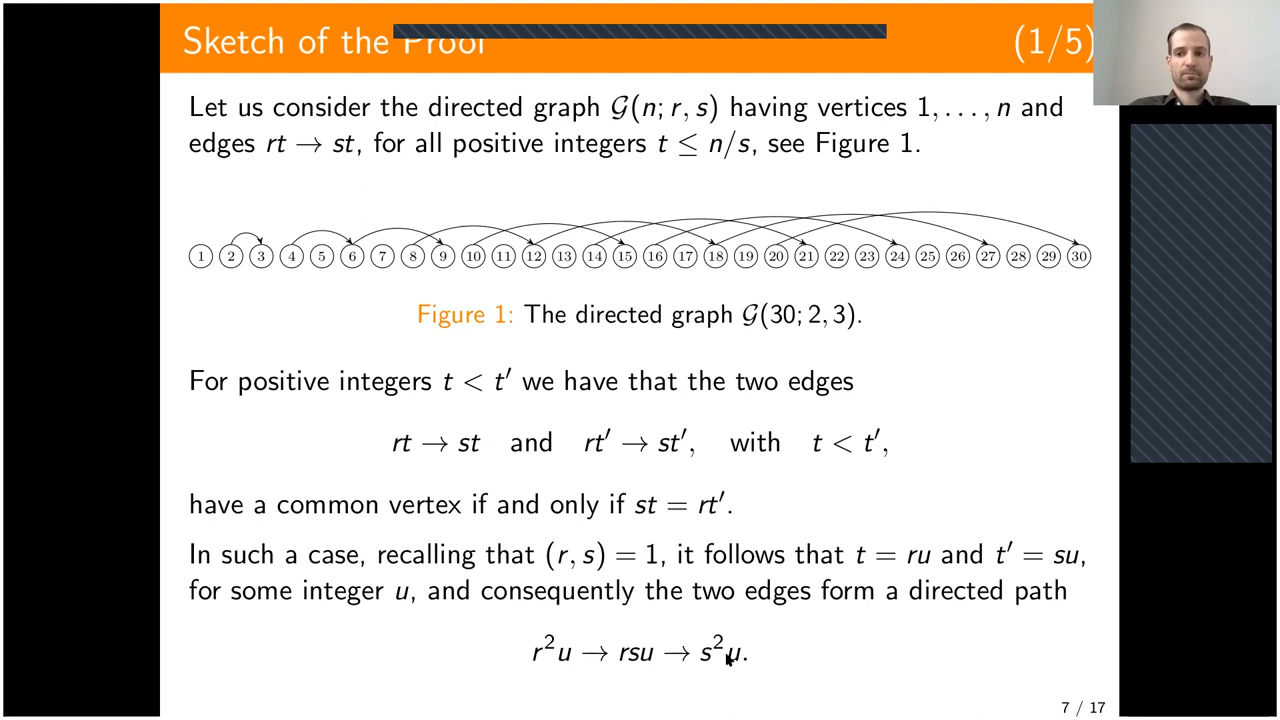 Sketch of the Proof (1/5)
Let us consider the directed graph 𝒢(n; r, s) having vertices 1, . . . , n and
edges rt → st, for all positive integers t ≤ n/s, see Figure 1.
1 2 3 4 5 6 7 8 9 10 11 12 13 14 15 16 17 18 19 20 21 22 23 24 25 26 27 28 29 30
Figure 1: The directed graph 𝒢(30; 2, 3).
For positive integers t < t′ we have that the two edges
rt → st and rt′ → st′, with t < t′,
have a common vertex if and only if st = rt′.
In such a case, recalling that (r, s) = 1, it follows that t = ru and t′ = su,
for some integer u, and consequently the two edges form a directed path
r²u → rsu → s²u.
7 / 17